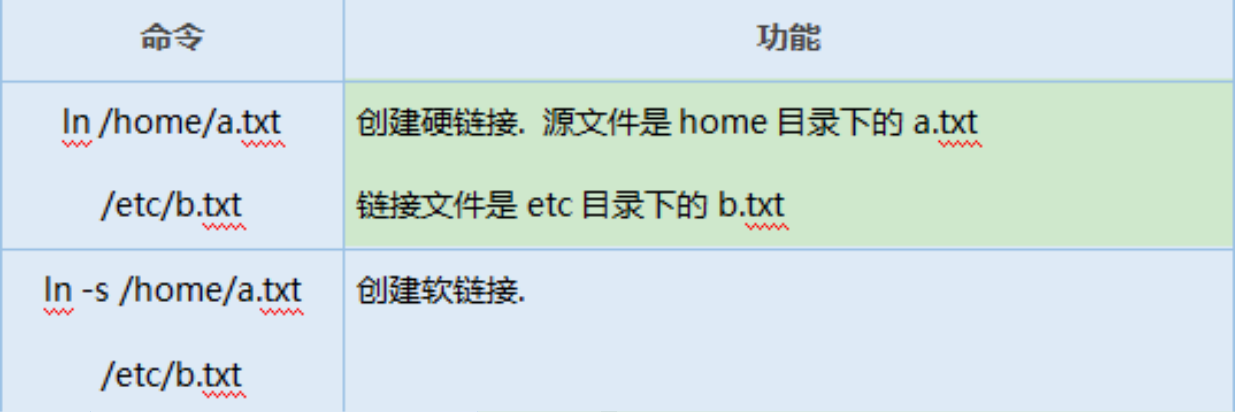 命令
功能
ln /home/a.txt
/etc/b.txt
创建硬链接. 源文件是 home 目录下的 a.txt
链接文件是 etc 目录下的 b.txt
ln -s /home/a.txt
/etc/b.txt
创建软链接.